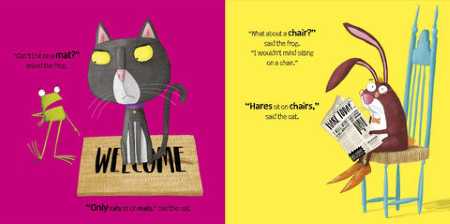 "Can't I sit on a mat?"
asked the frog.
WELCOME
"Only cats sit on mats," said the cat.
"What about a chair?"
said the frog.
"I wouldn't mind sitting
on a chair."
"Hares sit on chairs,"
said the cat.
HARE TODAY